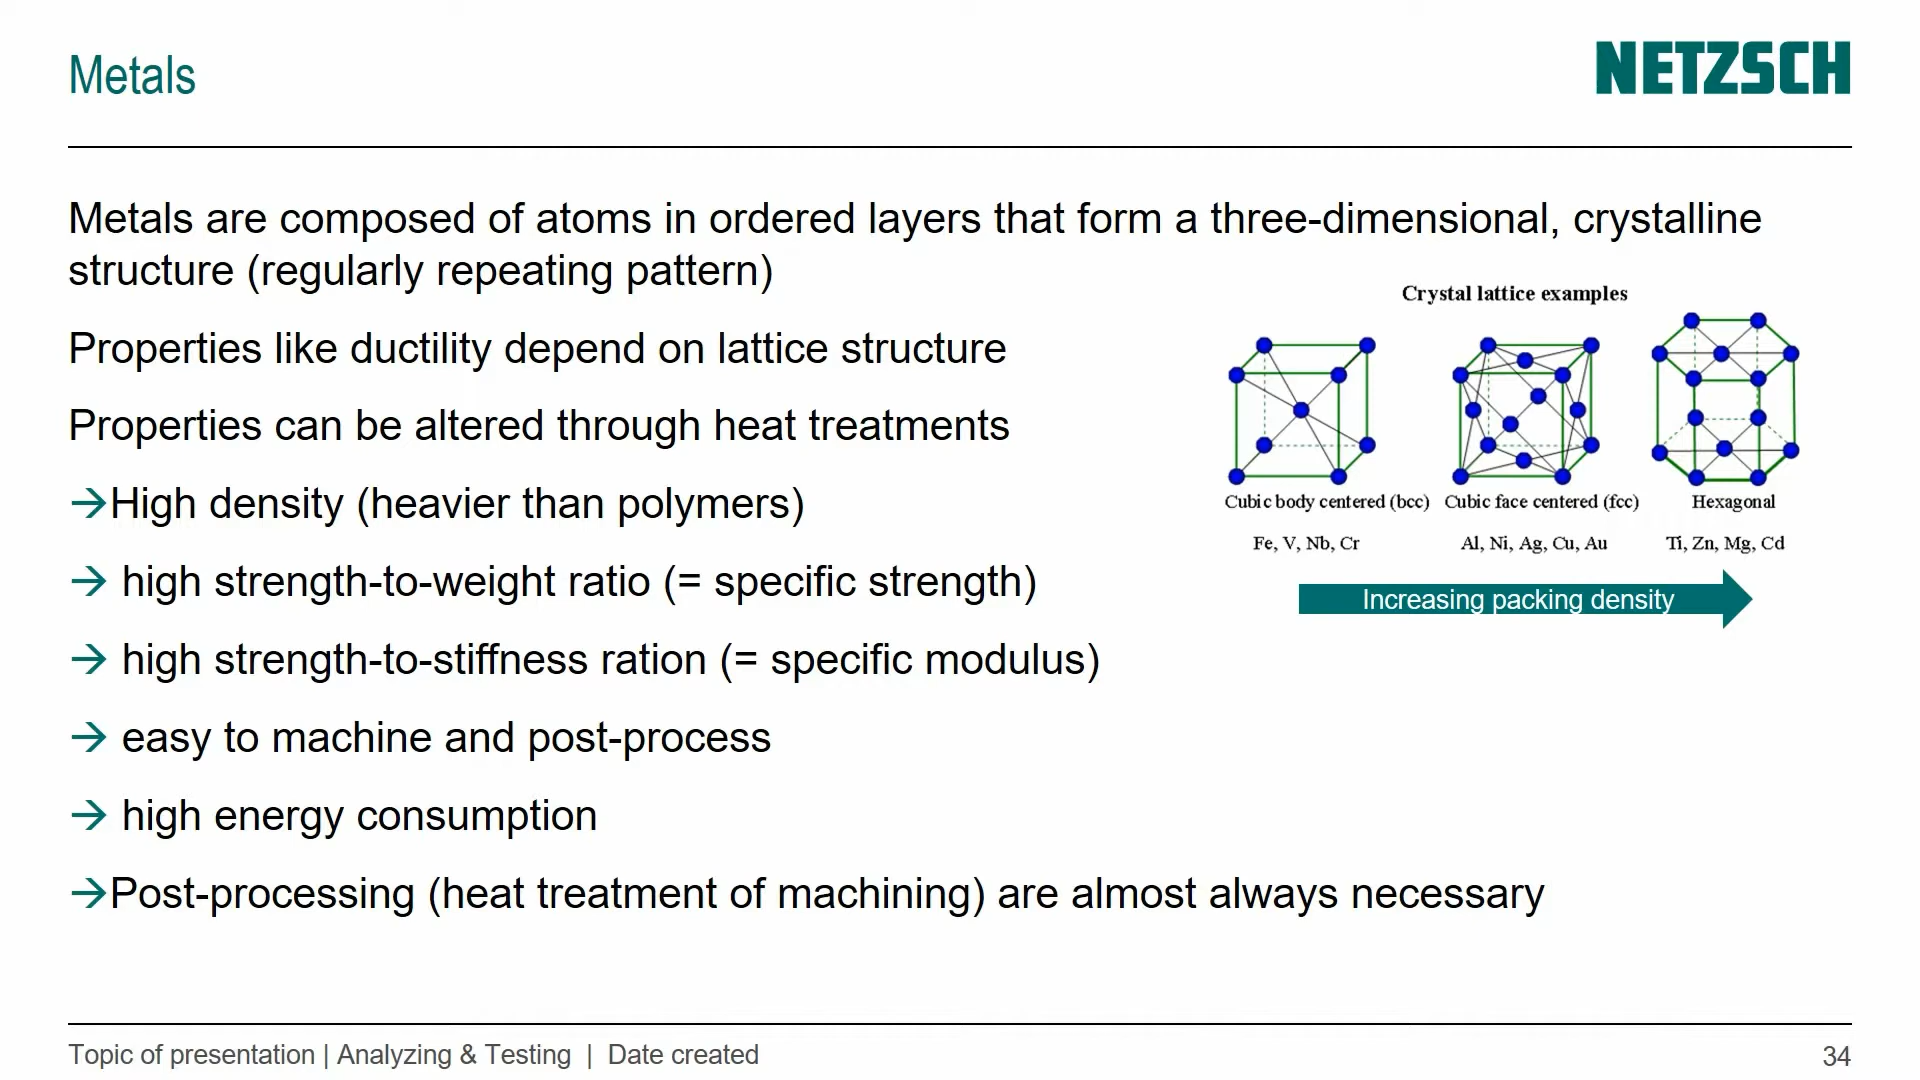 Metals
NETZSCH
Metals are composed of atoms in ordered layers that form a three-dimensional, crystalline
structure (regularly repeating pattern)
Properties like ductility depend on lattice structure
Properties can be altered through heat treatments
→High density (heavier than polymers)
→ high strength-to-weight ratio (= specific strength)
→ high strength-to-stiffness ration (= specific modulus)
→ easy to machine and post-process
→ high energy consumption
→Post-processing (heat treatment of machining) are almost always necessary
Crystal lattice examples
Cubic body centered (bcc) Cubic face centered (fcc) Hexagonal
Fe, V, Nb, Cr Al, Ni, Ag, Cu, Au Ti, Zn, Mg, Cd
Increasing packing density
Topic of presentation | Analyzing & Testing | Date created
34